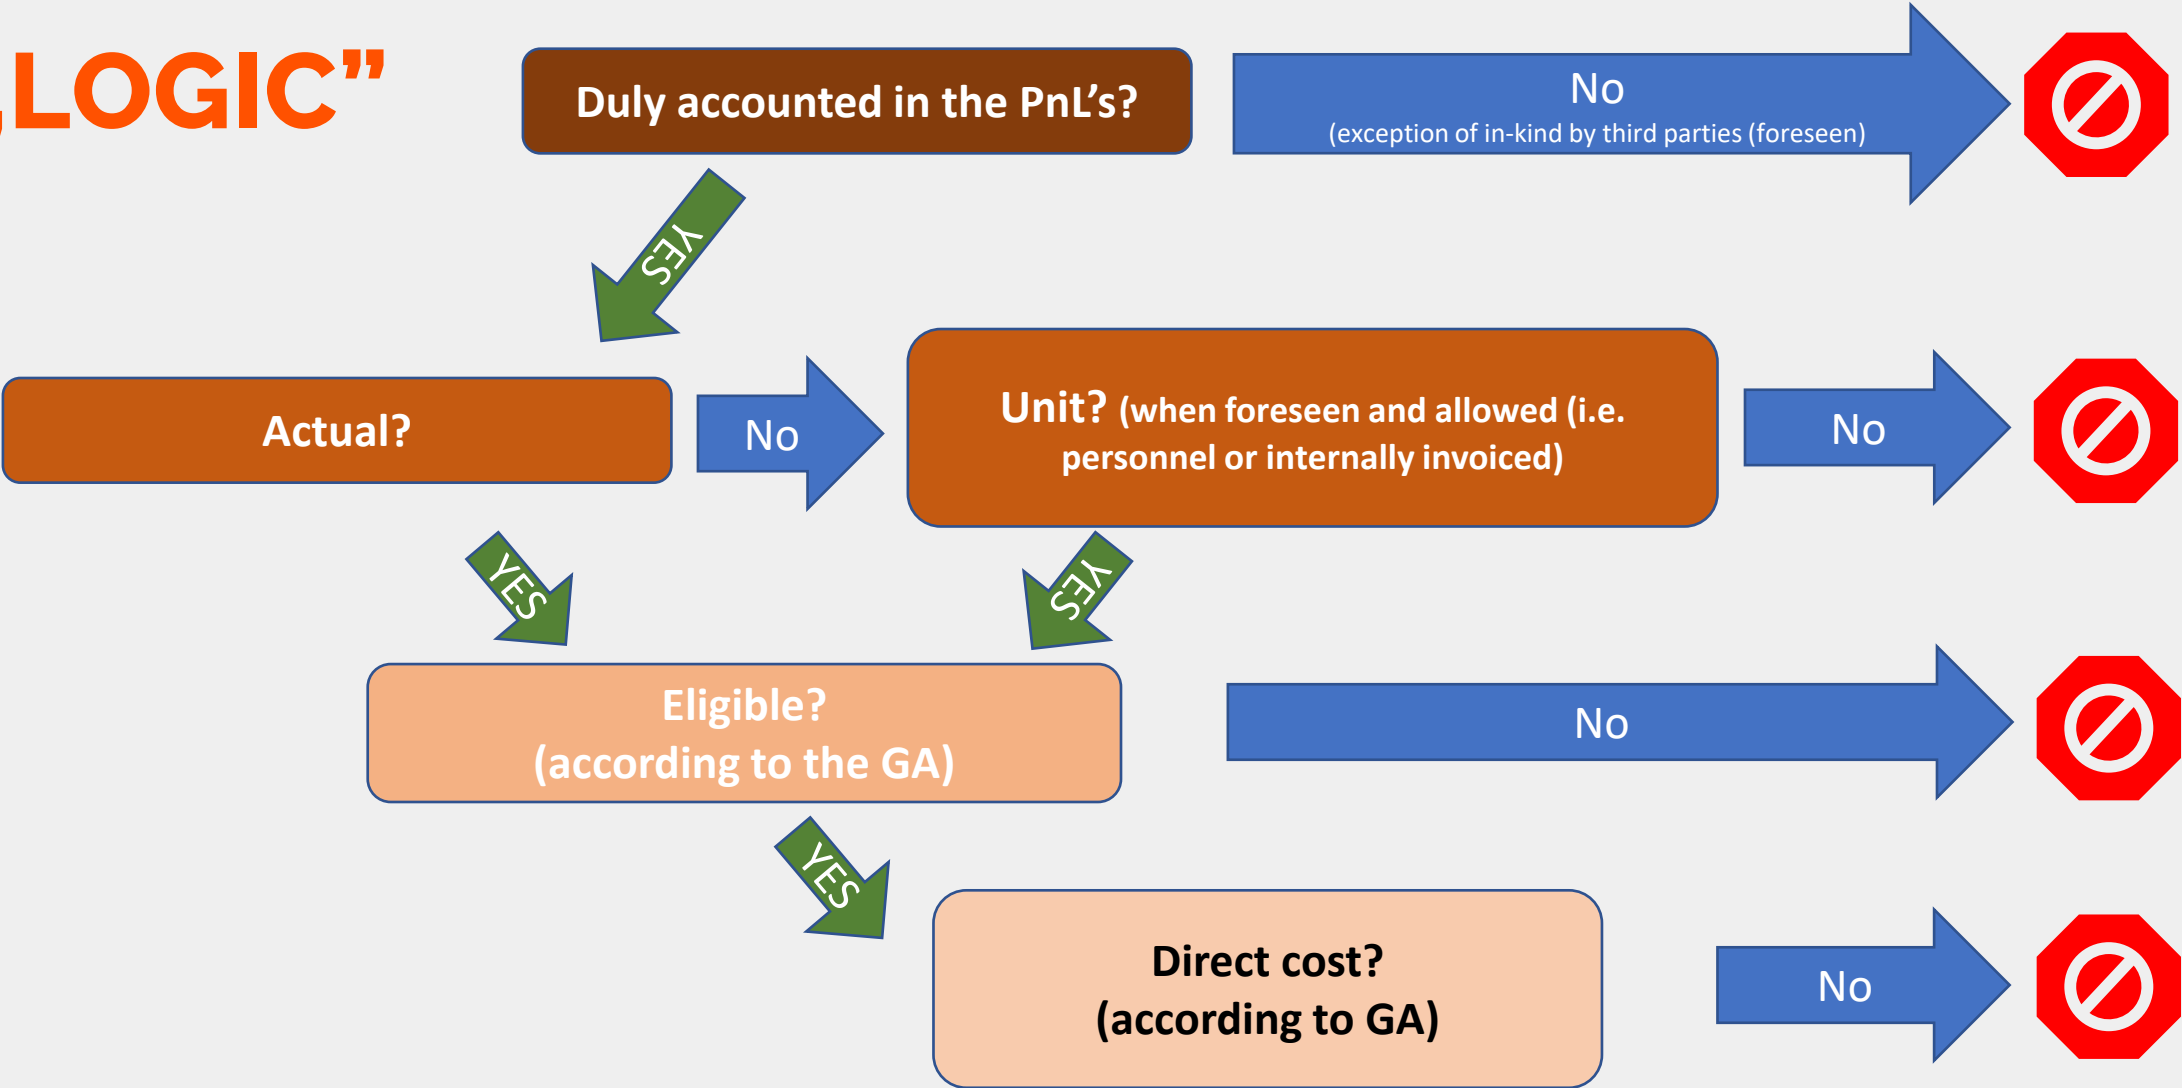 „LOGIC”
Duly accounted in the PnL’s?
No
(exception of in-kind by third parties (foreseen)
YES
Actual?
No
Unit? (when foreseen and allowed (i.e.
personnel or internally invoiced)
No
YES
YES
Eligible?
(according to the GA)
No
YES
Direct cost?
(according to GA)
No